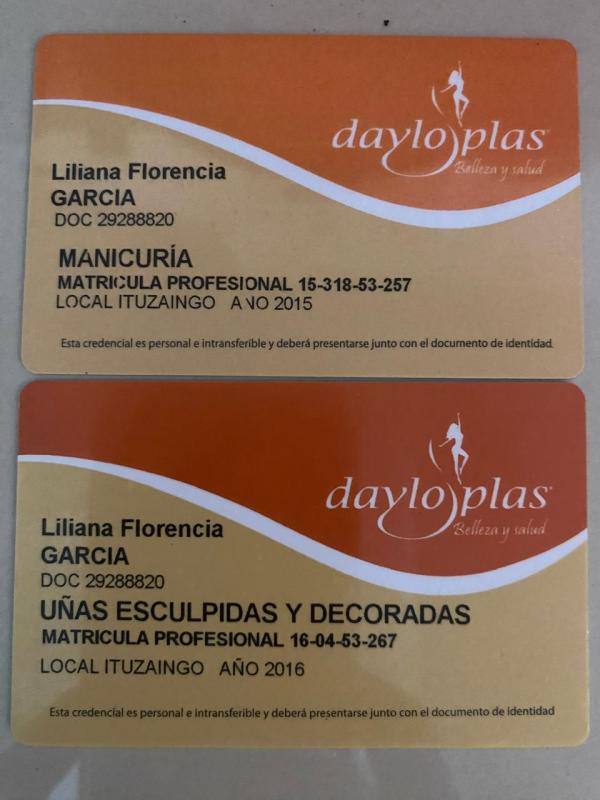 dayloplas
Belleza y salud
Liliana Florencia
GARCIA
DOC 29288820
MANICURÍA
MATRICULA PROFESIONAL 15-318-53-257
LOCAL ITUZAINGO AÑO 2015
Esta credencial es personal e intransferible y deberá presentarse junto con el documento de identidad.
dayloplas
Belleza y salud
Liliana Florencia
GARCIA
DOC 29288820
UÑAS ESCULPIDAS Y DECORADAS
MATRICULA PROFESIONAL 16-04-53-267
LOCAL ITUZAINGO AÑO 2016
Esta credencial es personal e intransferible y deberá presentarse junto con el documento de identidad